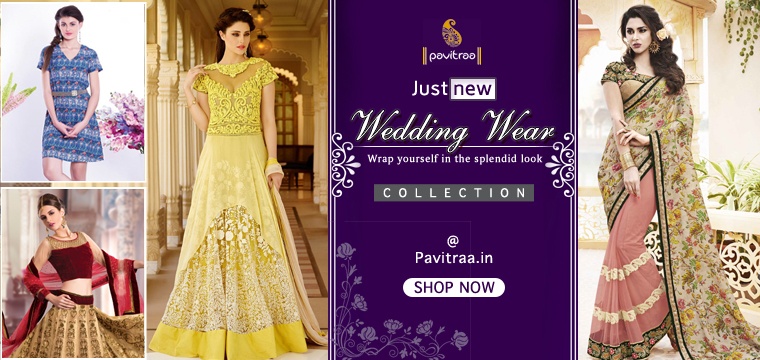 || pavitraa ||
Just new
Wedding Wear
Wrap yourself in the splendid look
COLLECTION
@
Pavitraa.in
SHOP NOW